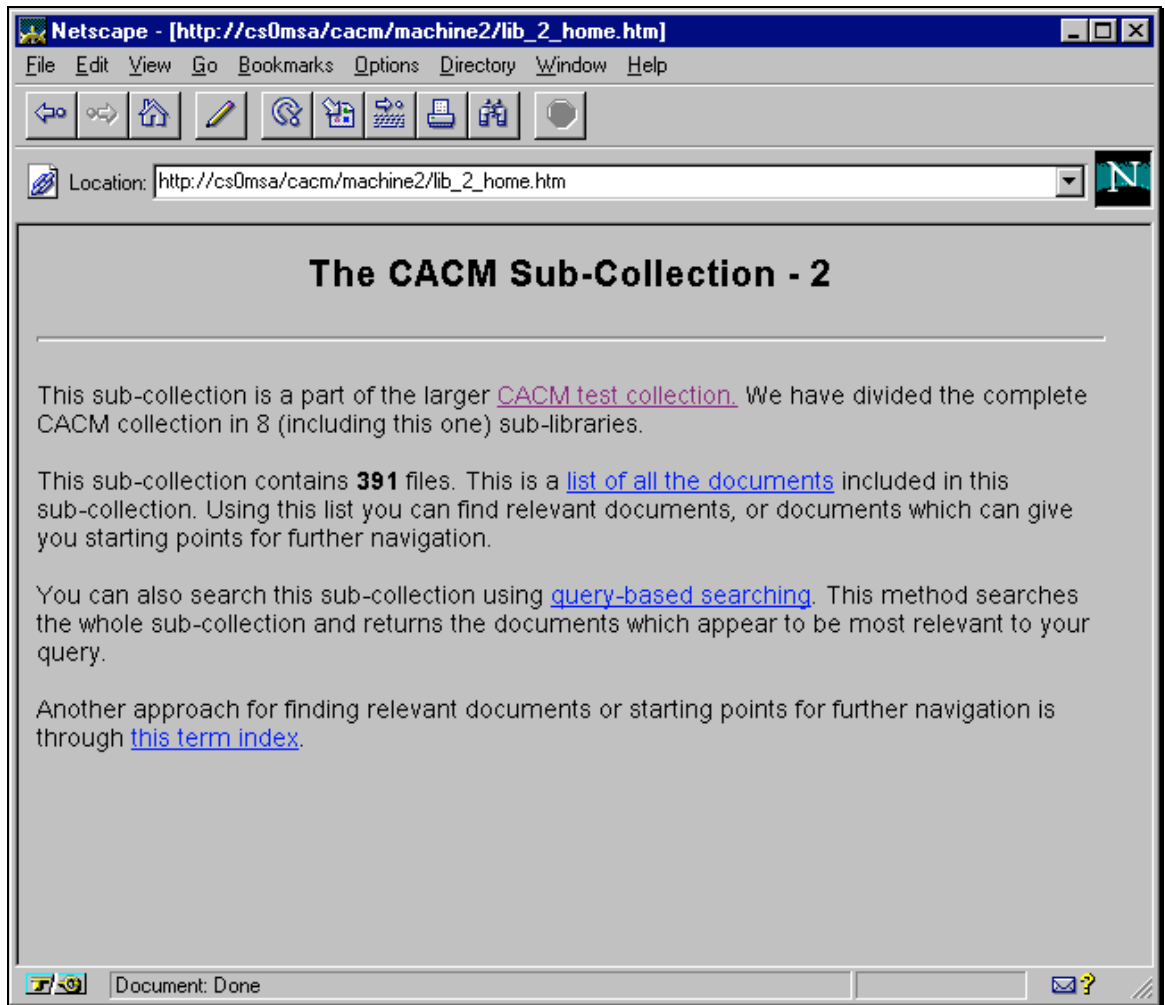 Netscape - [http://cs0msa/cacm/machine2/lib_2_home.htm]
File Edit View Go Bookmarks Options Directory Window Help
Location: http://cs0msa/cacm/machine2/lib_2_home.htm
N
The CACM Sub-Collection - 2
This sub-collection is a part of the larger CACM test collection. We have divided the complete
CACM collection in 8 (including this one) sub-libraries.
This sub-collection contains 391 files. This is a list of all the documents included in this
sub-collection. Using this list you can find relevant documents, or documents which can give
you starting points for further navigation.
You can also search this sub-collection using query-based searching. This method searches
the whole sub-collection and returns the documents which appear to be most relevant to your
query.
Another approach for finding relevant documents or starting points for further navigation is
through this term index.
Document: Done